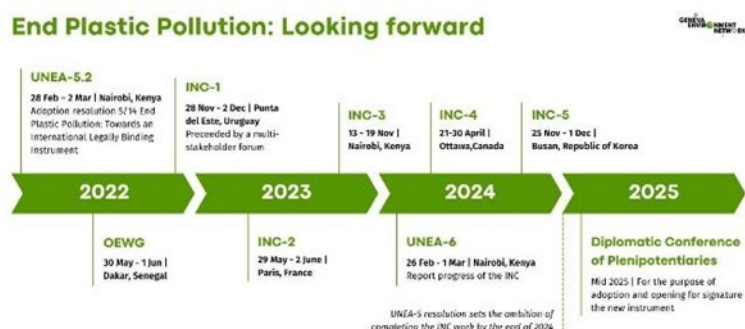 End Plastic Pollution: Looking forward
GENEVA
ENVIRONMENT
NETWORK
UNEA-5.2
28 Feb - 2 Mar | Nairobi, Kenya
Adoption resolution 5/14 End
Plastic Pollution: Towards an
International Legally Binding
Instrument
INC-1
28 Nov - 2 Dec | Punta
del Este, Uruguay
Preceeded by a multi-
stakeholder forum
INC-3
13 - 19 Nov |
Nairobi, Kenya
INC-4
21-30 April |
Ottawa,Canada
INC-5
25 Nov - 1 Dec |
Busan, Republic of Korea
2022
2023
2024
2025
OEWG
30 May - 1 Jun |
Dakar, Senegal
INC-2
29 May - 2 June |
Paris, France
UNEA-6
26 Feb - 1 Mar | Nairobi, Kenya
Report progress of the INC
Diplomatic Conference
of Plenipotentiaries
Mid 2025 | For the purpose of
adoption and opening for signature
the new instrument
UNEA-5 resolution sets the ambition of
completing the INC work by the end of 2024